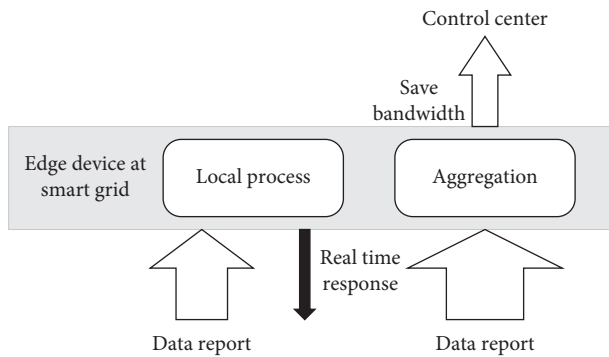 Control center
Save
bandwidth
Edge device at
smart grid
Local process
Aggregation
Real time
response
Data report
Data report